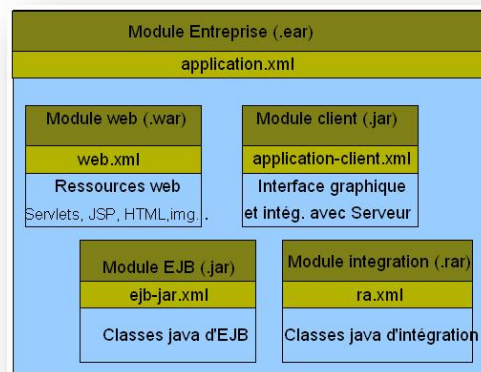 Module Entreprise (.ear)
application.xml
Module web (.war)
web.xml
Ressources web
Servlets, JSP, HTML,img. .
Module client (.jar)
application-client.xml
Interface graphique
et intég. avec Serveur
Module EJB (.jar)
ejb-jar.xml
Classes java d'EJB
Module integration (.rar)
ra.xml
Classes java d'intégration